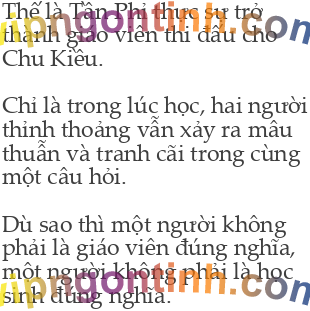 Thế là Tần Phỉ thực sự trở
thành giáo viên thi đấu cho
Chu Kiều.
Chỉ là trong lúc học, hai người
thỉnh thoảng vẫn xảy ra mâu
thuẫn và tranh cãi trong cùng
một câu hỏi.
Dù sao thì một người không
phải là giáo viên đúng nghĩa,
một người không phải là học
sinh đúng nghĩa.
vipngontinh.com
vipngontinh.com